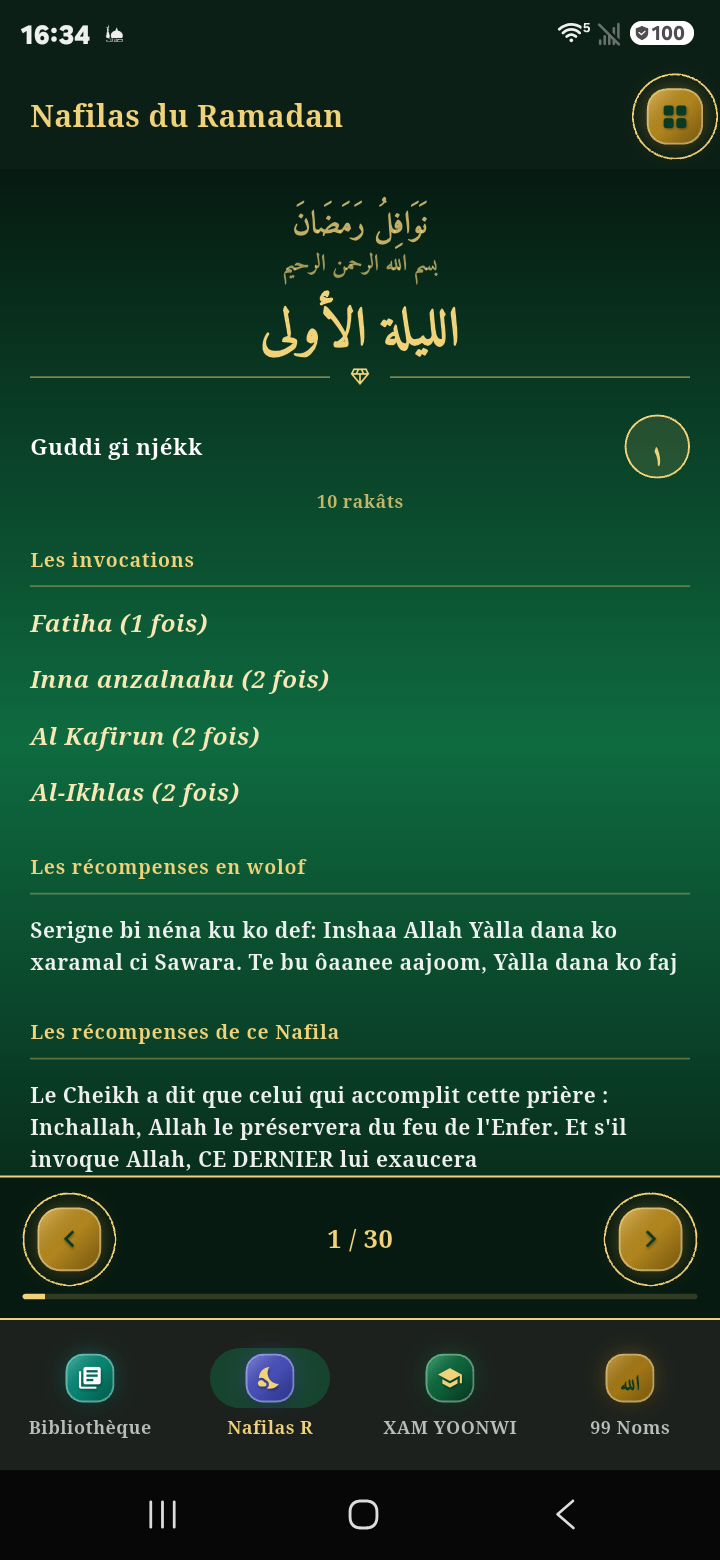 16:34
5
100
Nafilas du Ramadan
نَوَافِلُ رَمَضَانَ
بسم الله الرحمن الرحيم
الليلة الأولى
Guddi gi njékk
١
10 rakâts
Les invocations
Fatiha (1 fois)
Inna anzalnahu (2 fois)
Al Kafirun (2 fois)
Al-Ikhlas (2 fois)
Les récompenses en wolof
Serigne bi néna ku ko def: Inshaa Allah Yàlla dana ko
xaramal ci Sawara. Te bu ôaanee aajoom, Yàlla dana ko faj
Les récompenses de ce Nafila
Le Cheikh a dit que celui qui accomplit cette prière :
Inchallah, Allah le préservera du feu de l'Enfer. Et s'il
invoque Allah, CE DERNIER lui exaucera
1 / 30
الله
Bibliothèque
Nafilas R
XAM YOONWI
99 Noms